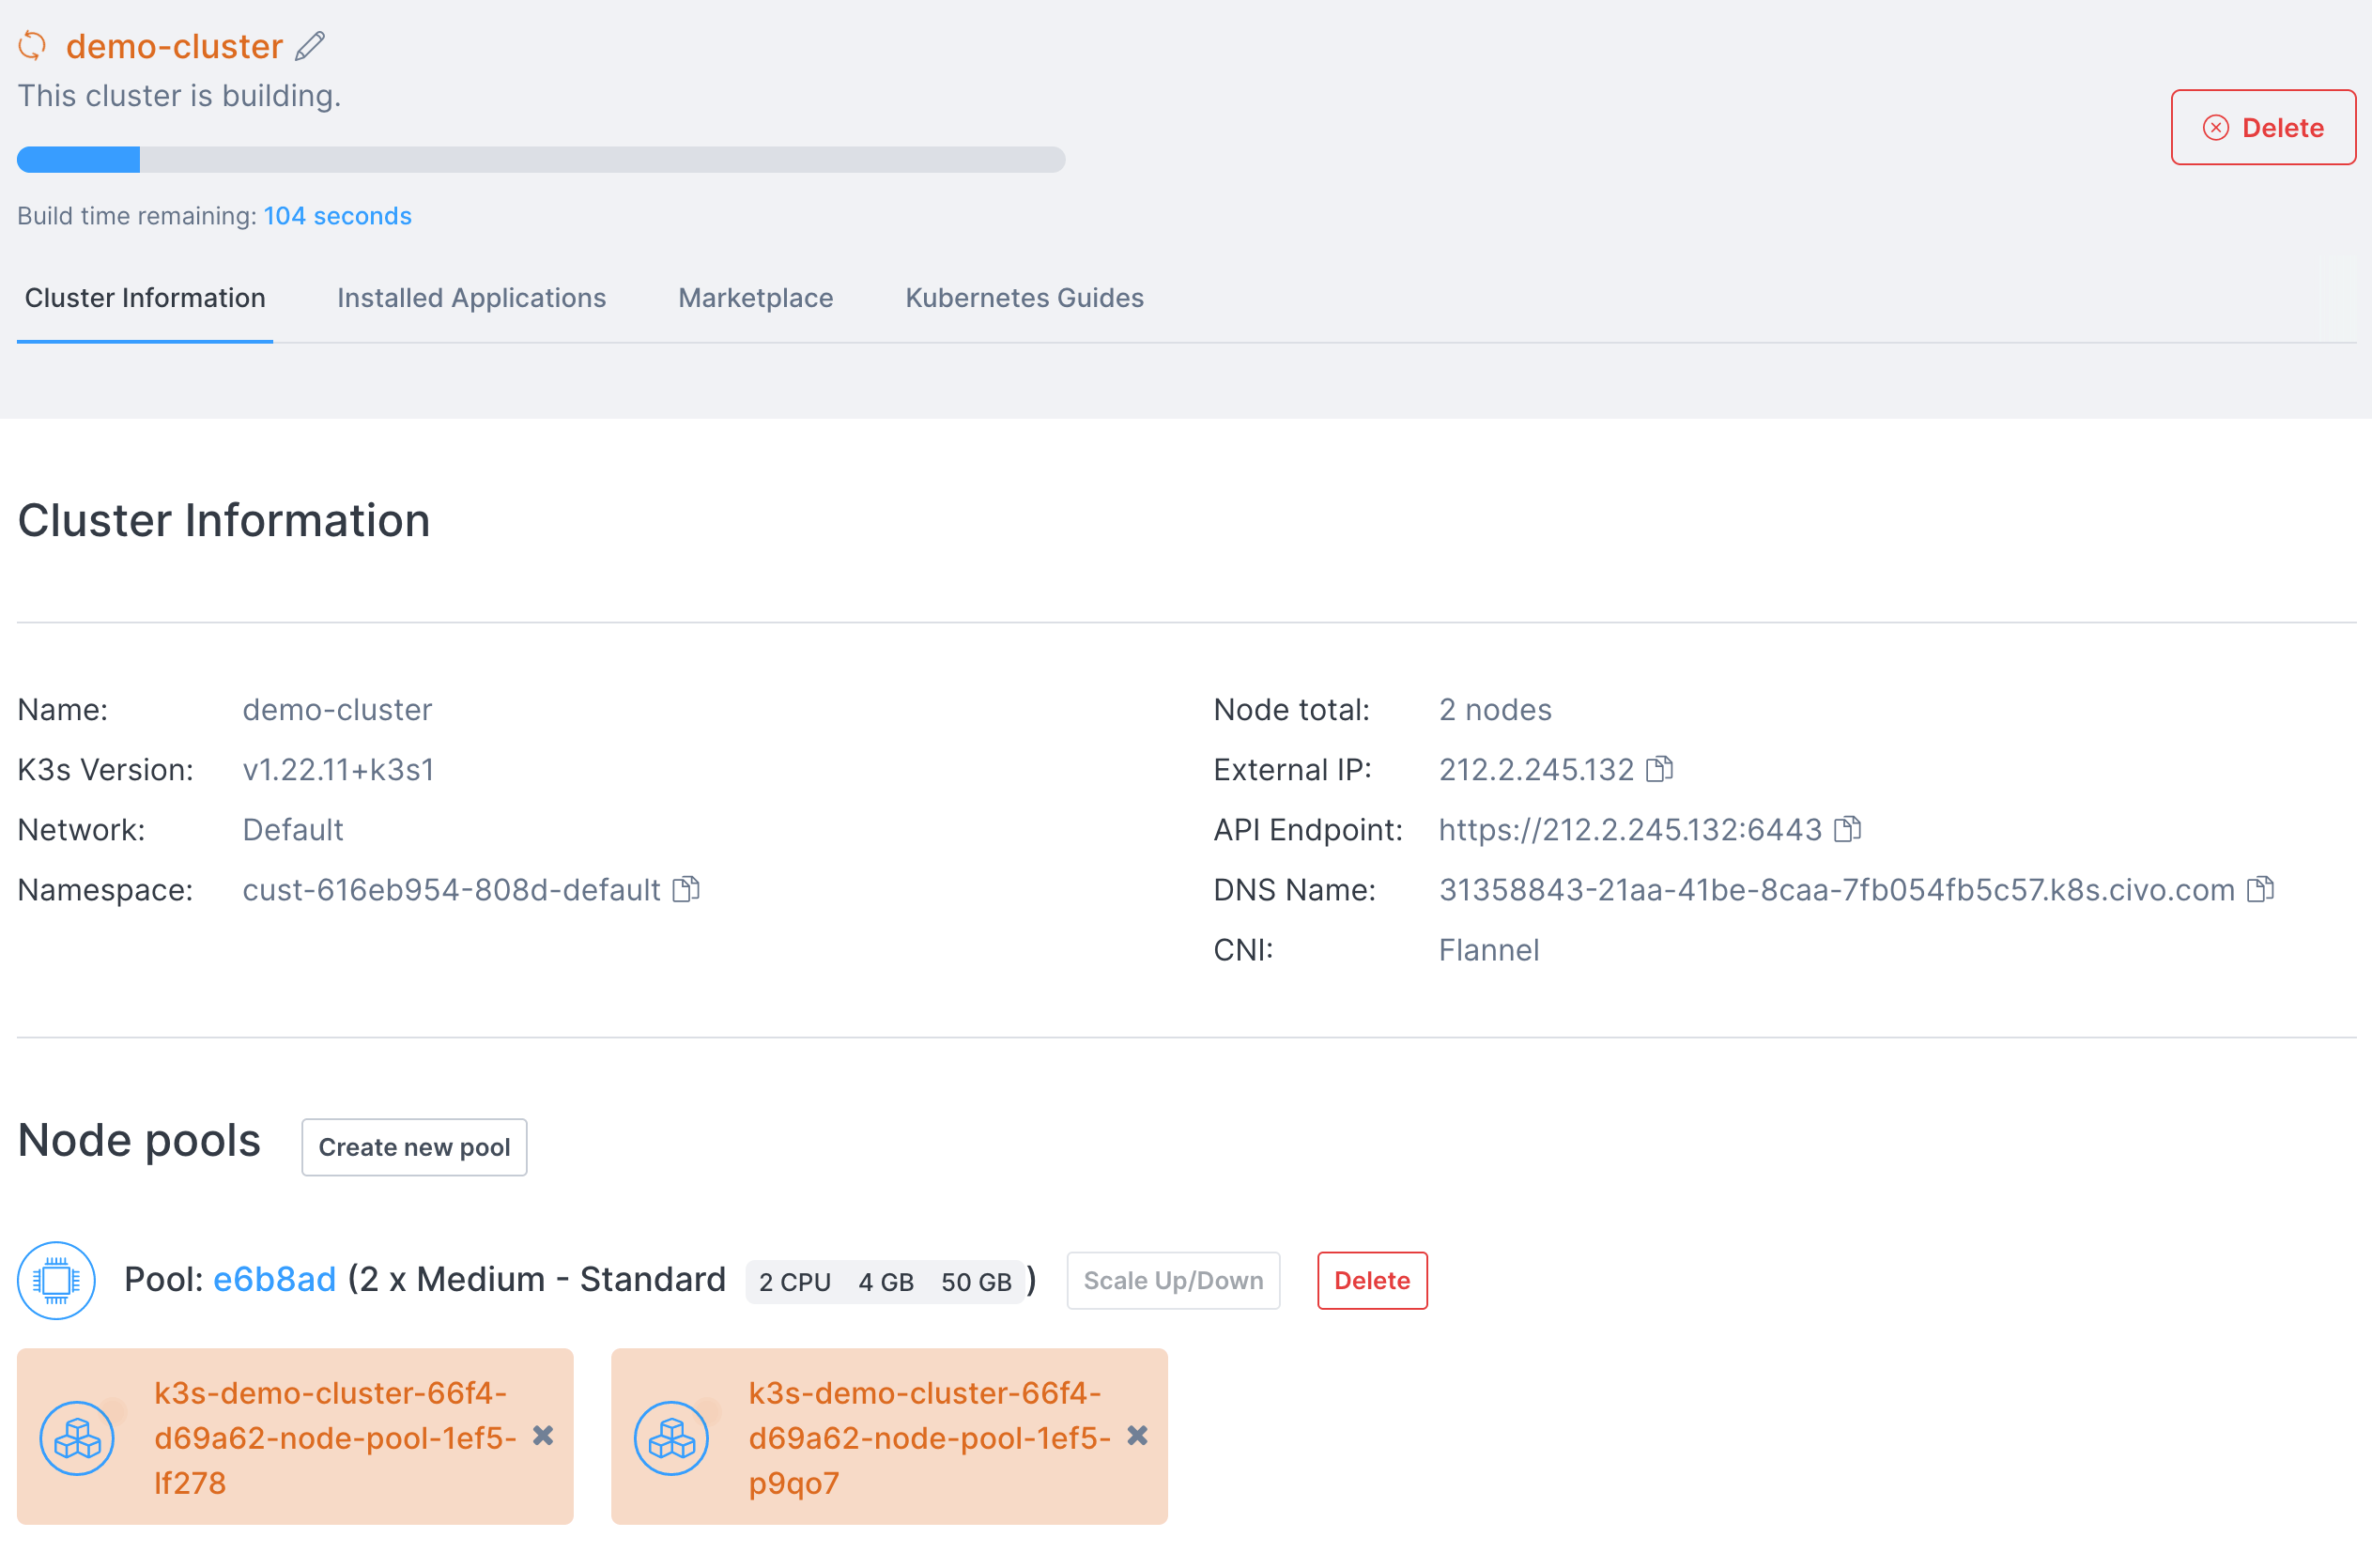 demo-cluster
This cluster is building.
Delete
Build time remaining: 104 seconds
Cluster Information Installed Applications Marketplace Kubernetes Guides
Cluster Information
Name: demo-cluster
K3s Version: v1.22.11+k3s1
Network: Default
Namespace: cust-616eb954-808d-default
Node total: 2 nodes
External IP: 212.2.245.132
API Endpoint: https://212.2.245.132:6443
DNS Name: 31358843-21aa-41be-8caa-7fb054fb5c57.k8s.civo.com
CNI: Flannel
Node pools Create new pool
Pool: e6b8ad (2 x Medium - Standard 2 CPU 4 GB 50 GB) Scale Up/Down Delete
k3s-demo-cluster-66f4-
d69a62-node-pool-1ef5-
lf278
k3s-demo-cluster-66f4-
d69a62-node-pool-1ef5-
p9qo7